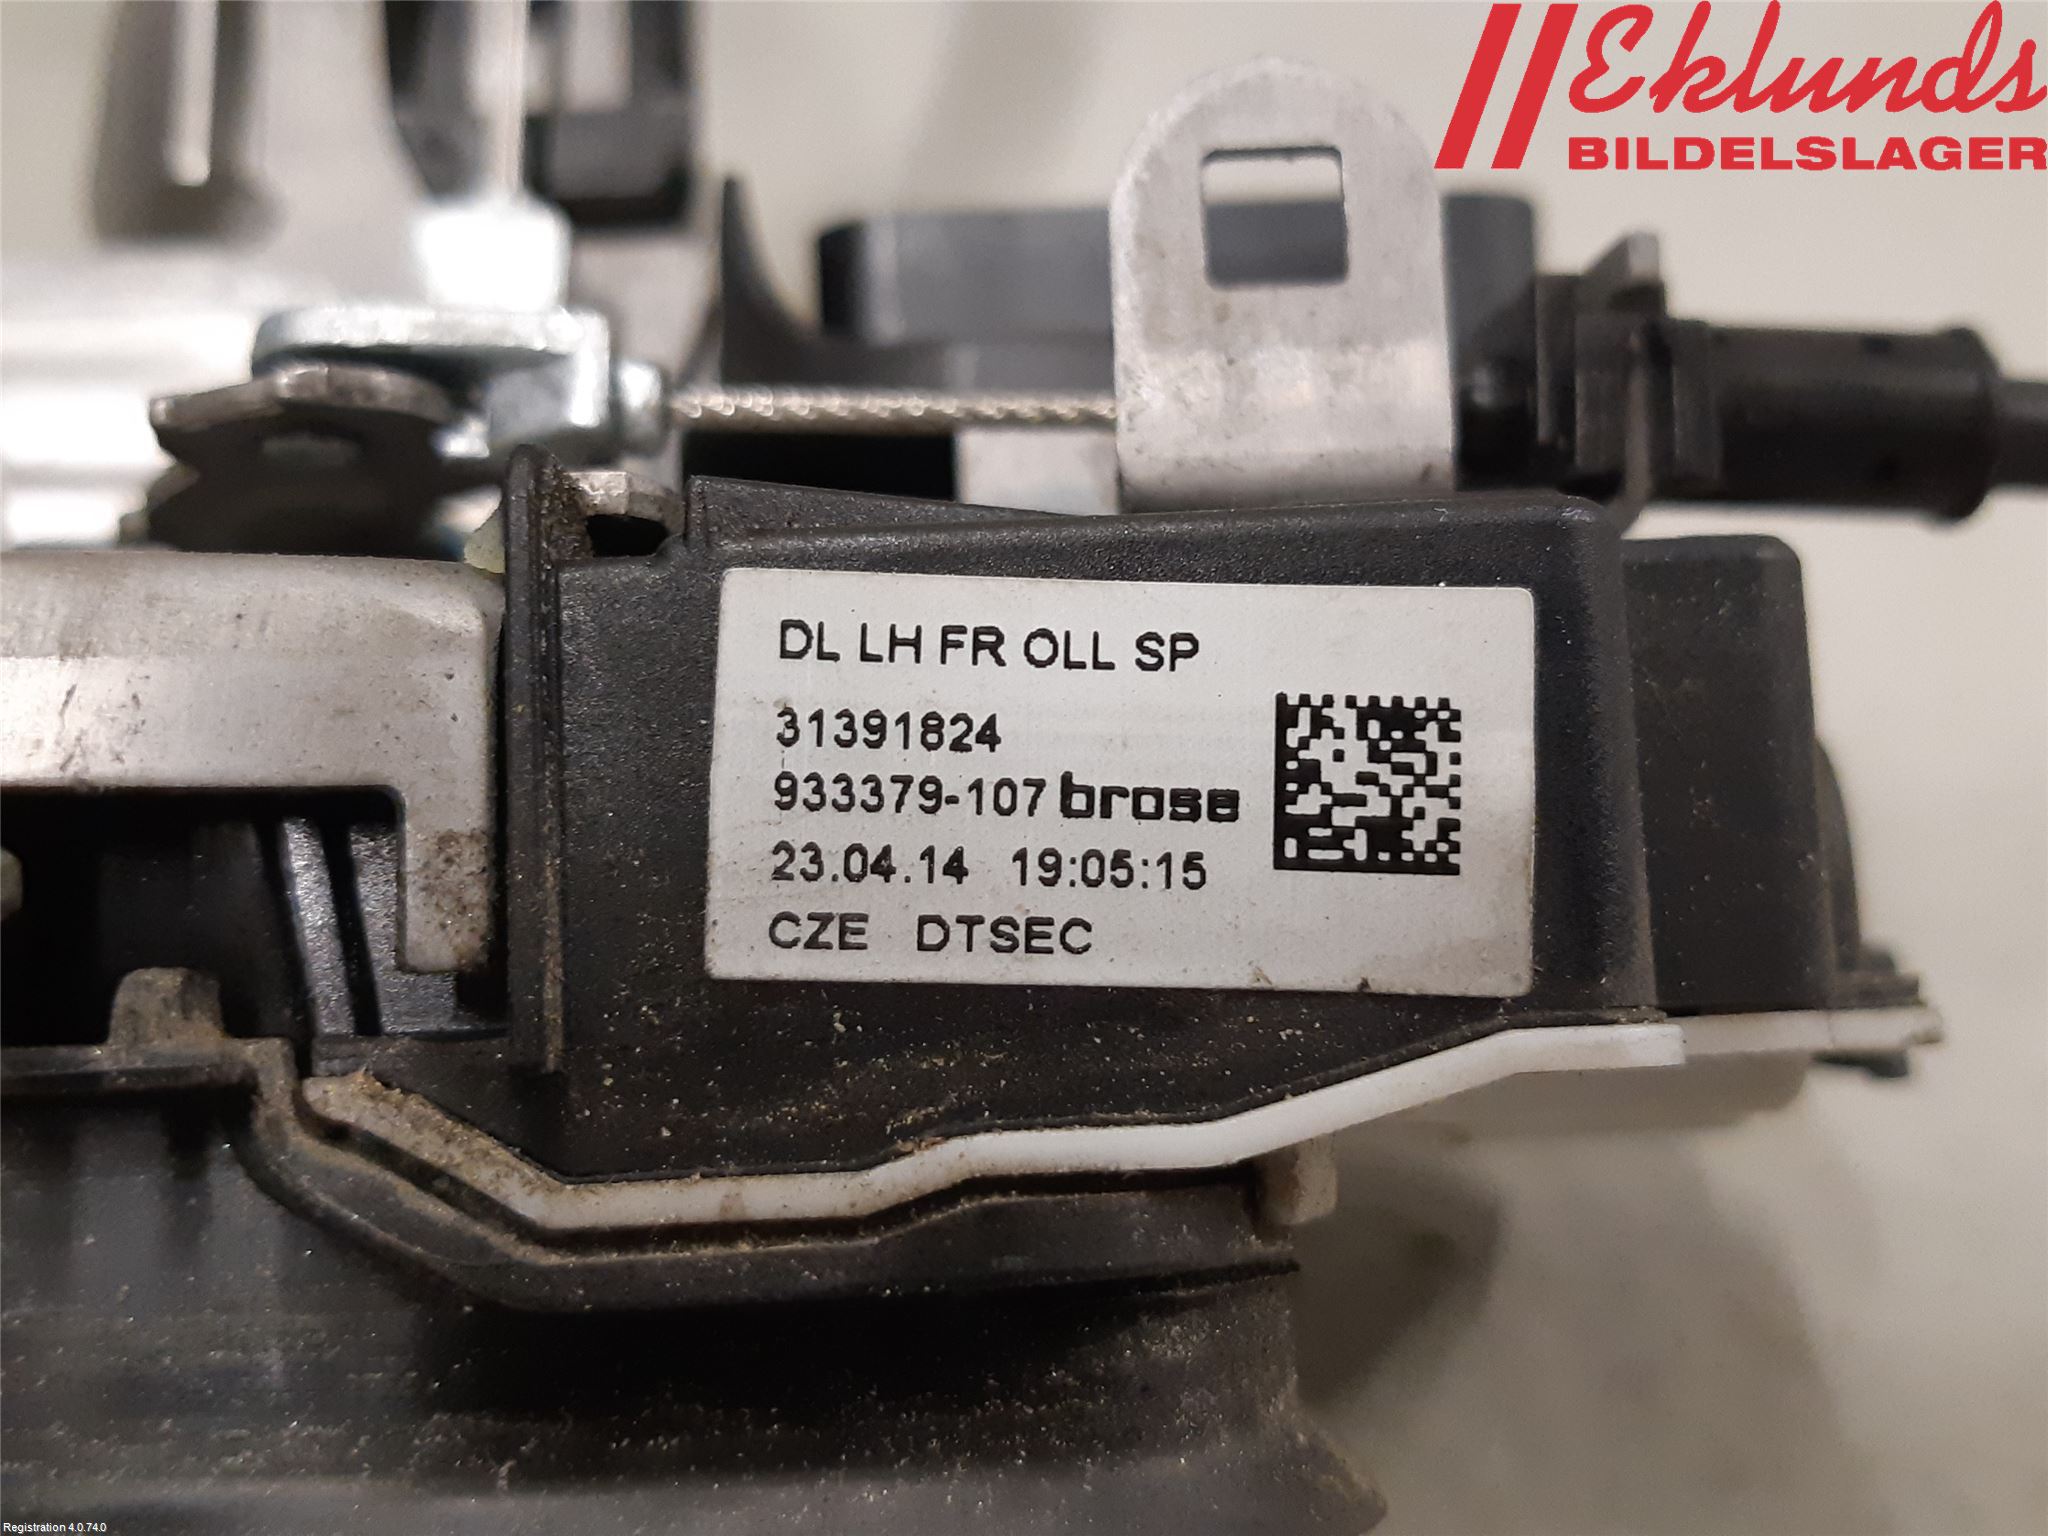 Eklunds
BILDELSLAGER
DL LH FR OLL SP
31391824
933379-107 brose
23.04.14 19:05:15
CZE DTSEC
Registration 4.0.74.0